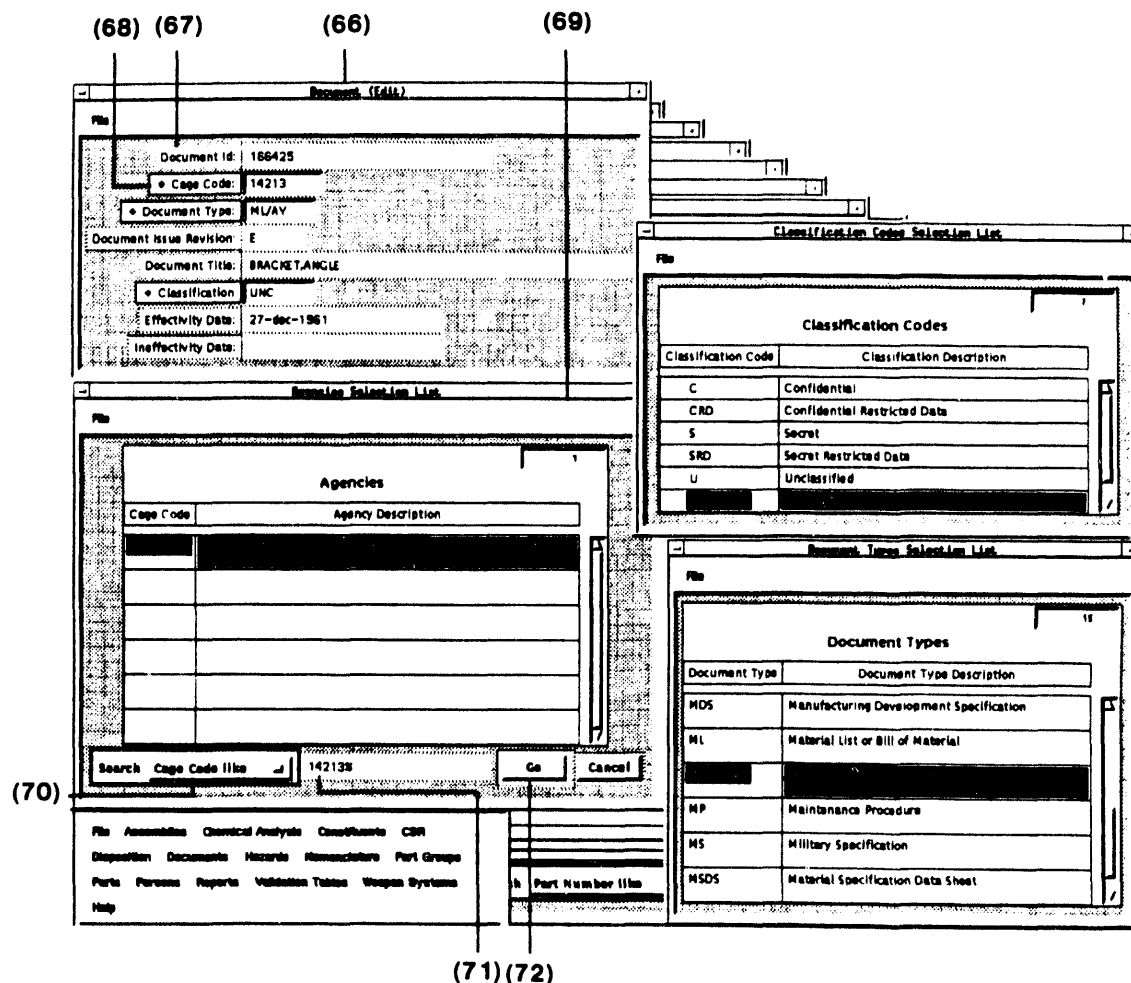 (68) (67) (66) (69)
Document (Edit)
File
Document Id: 166425
Cage Code: 14213
Document Type: ML/AY
Document Issue Revision: E
Document Title: BRACKET,ANGLE
Classification UNC
Effectivity Date: 27-dec-1961
Ineffectivity Date:
Classification Codes Selection List
File
1
Classification Codes
Classification Code Classification Description
C Confidential
CRD Confidential Restricted Data
S Secret
SRD Secret Restricted Data
U Unclassified
Agencies Selection List
File
1
Agencies
Cage Code Agency Description
Search Cage Code like 14213% Go Cancel
(70)
Document Types Selection List
File
15
Document Types
Document Type Document Type Description
MDS Manufacturing Development Specification
ML Material List or Bill of Material
MP Maintenance Procedure
MS Military Specification
MSDS Material Specification Data Sheet
File Assemblies Chemical Analysis Constituents CSR
Disposition Documents Hazards Nomenclature Part Groups
Parts Persons Reports Validation Tables Weapon Systems
Help
h Part Number like
(71) (72)